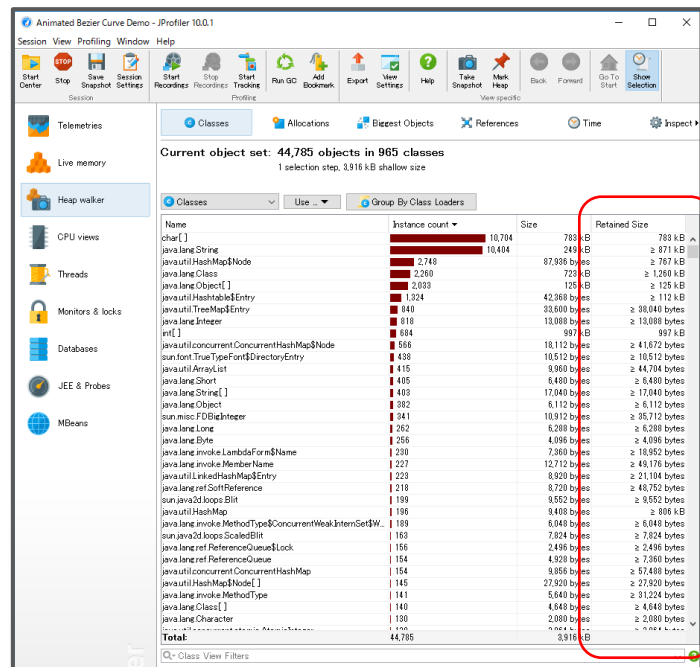 Animated Bezier Curve Demo - JProfiler 10.0.1
Session View Profiling Window Help
Start Center Stop Save Snapshot Session Settings Start Recordings Stop Recordings Start Tracking Run GC Add Bookmark Export View Settings Help Take Snapshot Mark Heap Back Forward Go To Start Show Selection
Session Profiling View specific
Telemetries
Live memory
Heap walker
CPU views
Threads
Monitors & locks
Databases
JEE & Probes
MBeans
Classes Allocations Biggest Objects References Time Inspect
Current object set: 44,785 objects in 965 classes
1 selection step, 3,916 kB shallow size
Classes Use ... Group By Class Loaders
Name Instance count Size Retained Size
char[ ] 10,704 783 kB 783 kB
java.lang.String 10,404 249 kB ≥ 871 kB
java.util.HashMap$Node 2,748 87,936 bytes ≥ 767 kB
java.lang.Class 2,260 723 kB ≥ 1,260 kB
java.lang.Object[ ] 2,033 125 kB ≥ 125 kB
java.util.Hashtable$Entry 1,324 42,368 bytes ≥ 112 kB
java.util.TreeMap$Entry 840 33,600 bytes ≥ 38,040 bytes
java.lang.Integer 818 13,088 bytes ≥ 13,088 bytes
int[ ] 684 997 kB 997 kB
java.util.concurrent.ConcurrentHashMap$Node 566 18,112 bytes ≥ 41,672 bytes
sun.font.TrueTypeFont$DirectoryEntry 438 10,512 bytes ≥ 10,512 bytes
java.util.ArrayList 415 9,960 bytes ≥ 44,704 bytes
java.lang.Short 405 6,480 bytes ≥ 6,480 bytes
java.lang.String[ ] 403 17,040 bytes ≥ 17,040 bytes
java.lang.Object 382 6,112 bytes ≥ 6,112 bytes
sun.misc.FDBigInteger 341 10,912 bytes ≥ 35,712 bytes
java.lang.Long 262 6,288 bytes ≥ 6,288 bytes
java.lang.Byte 256 4,096 bytes ≥ 4,096 bytes
java.lang.invoke.LambdaForm$Name 230 7,360 bytes ≥ 18,952 bytes
java.lang.invoke.MemberName 227 12,712 bytes ≥ 49,176 bytes
java.util.LinkedHashMap$Entry 223 8,920 bytes ≥ 21,104 bytes
java.lang.ref.SoftReference 218 8,720 bytes ≥ 48,752 bytes
sun.java2d.loops.Blit 199 9,552 bytes ≥ 9,552 bytes
java.util.HashMap 196 9,408 bytes ≥ 806 kB
java.lang.invoke.MethodType$ConcurrentWeakInternSet$W... 189 6,048 bytes ≥ 6,048 bytes
sun.java2d.loops.ScaledBlit 163 7,824 bytes ≥ 7,824 bytes
java.lang.ref.ReferenceQueue$Lock 156 2,496 bytes ≥ 2,496 bytes
java.lang.ref.ReferenceQueue 154 4,928 bytes ≥ 7,360 bytes
java.util.concurrent.ConcurrentHashMap 154 9,856 bytes ≥ 57,488 bytes
java.util.HashMap$Node[ ] 145 27,920 bytes ≥ 27,920 bytes
java.lang.invoke.MethodType 141 5,640 bytes ≥ 31,224 bytes
java.lang.Class[ ] 140 4,648 bytes ≥ 4,648 bytes
java.lang.Character 130 2,080 bytes ≥ 2,080 bytes
Total: 44,785 3,916 kB
Class View Filters